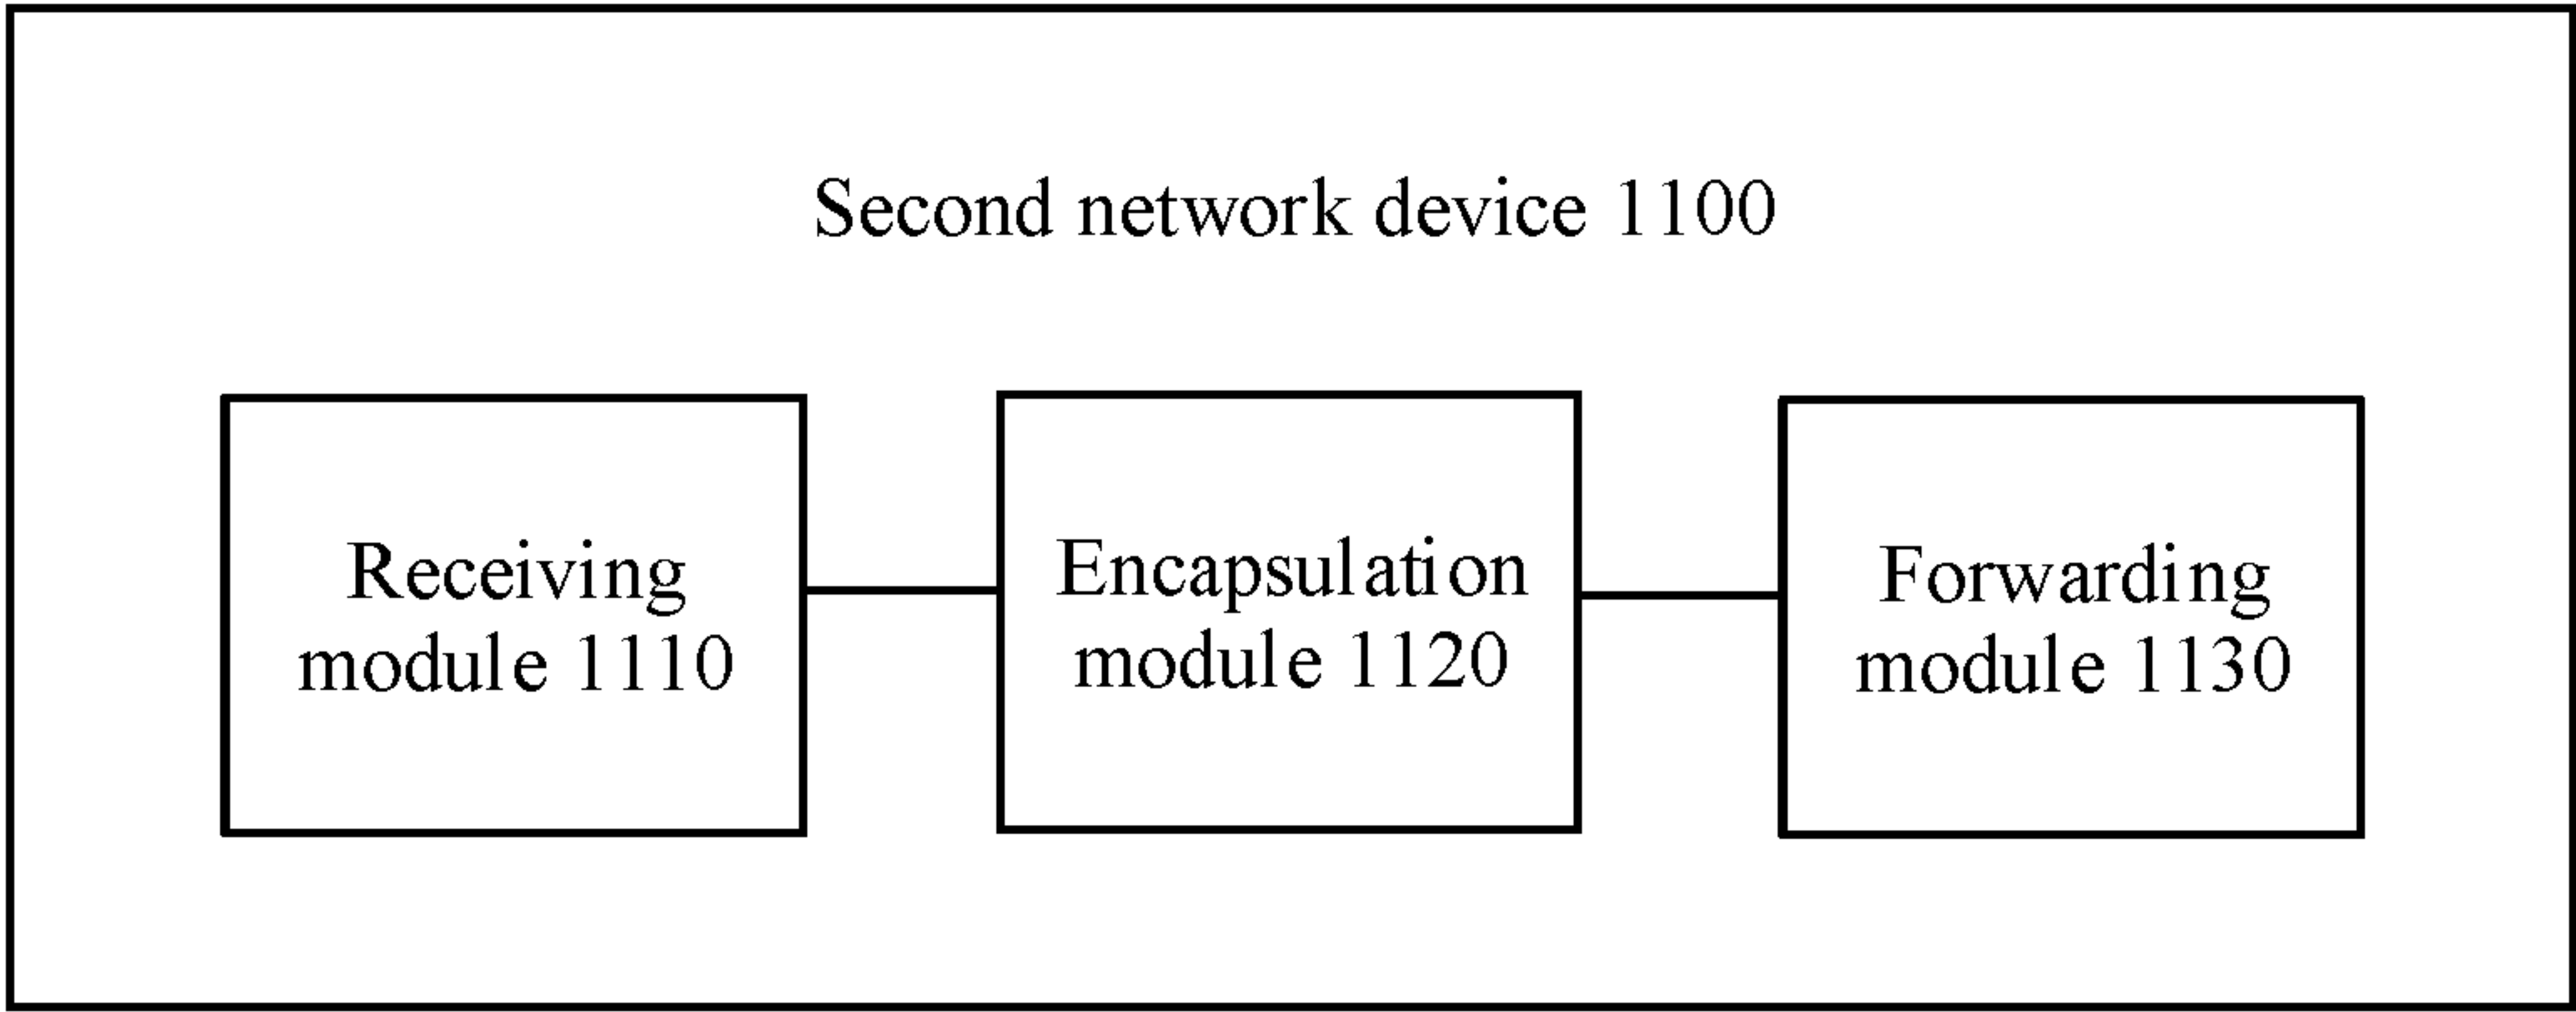 Second network device 1100
Receiving
module 1110
Encapsulation
module 1120
Forwarding
module 1130